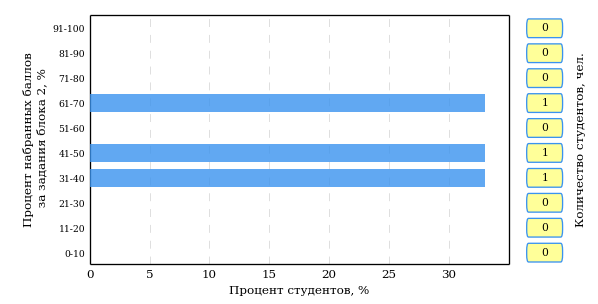 Процент набранных баллов
за задания блока 2, %
91-100 0
81-90 0
71-80 0
61-70 1
51-60 0
41-50 1
31-40 1
21-30 0
11-20 0
0-10 0
0 5 10 15 20 25 30
Процент студентов, %
Количество студентов, чел.